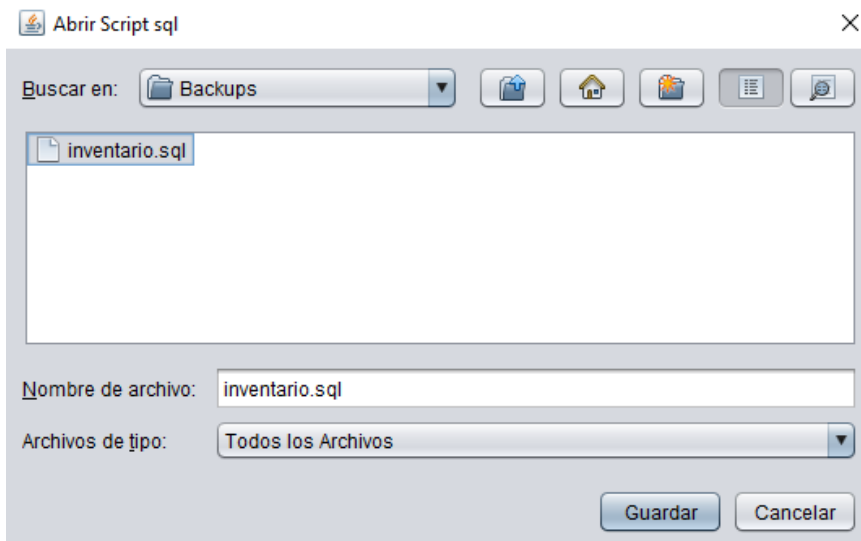 Abrir Script sql
Buscar en: Backups
inventario.sql
Nombre de archivo: inventario.sql
Archivos de tipo: Todos los Archivos
Guardar Cancelar